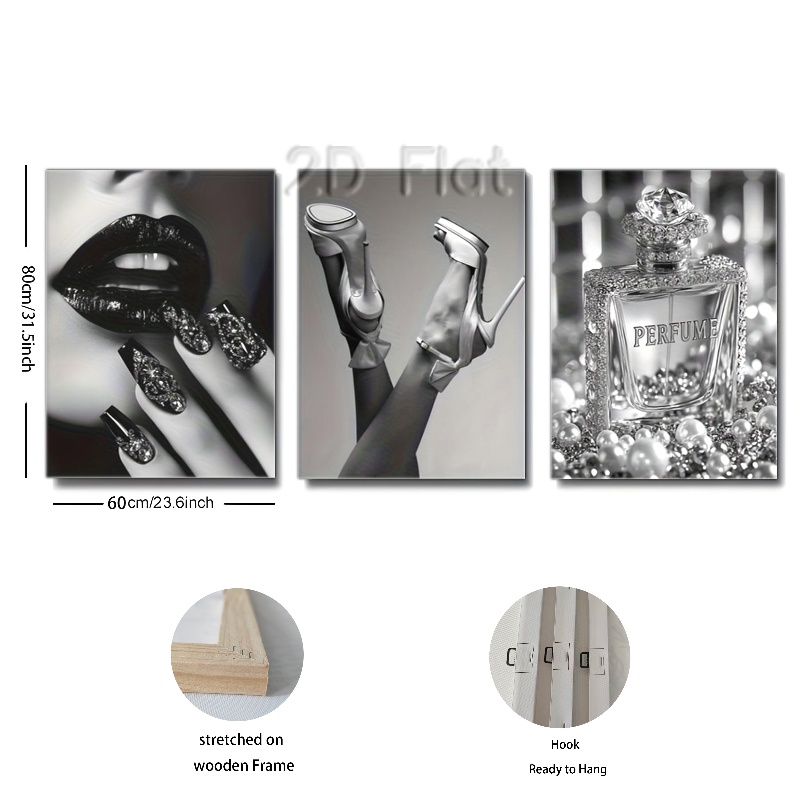 2D Flat
80cm/31.5inch
PERFUME
60cm/23.6inch
stretched on
wooden Frame
Hook
Ready to Hang